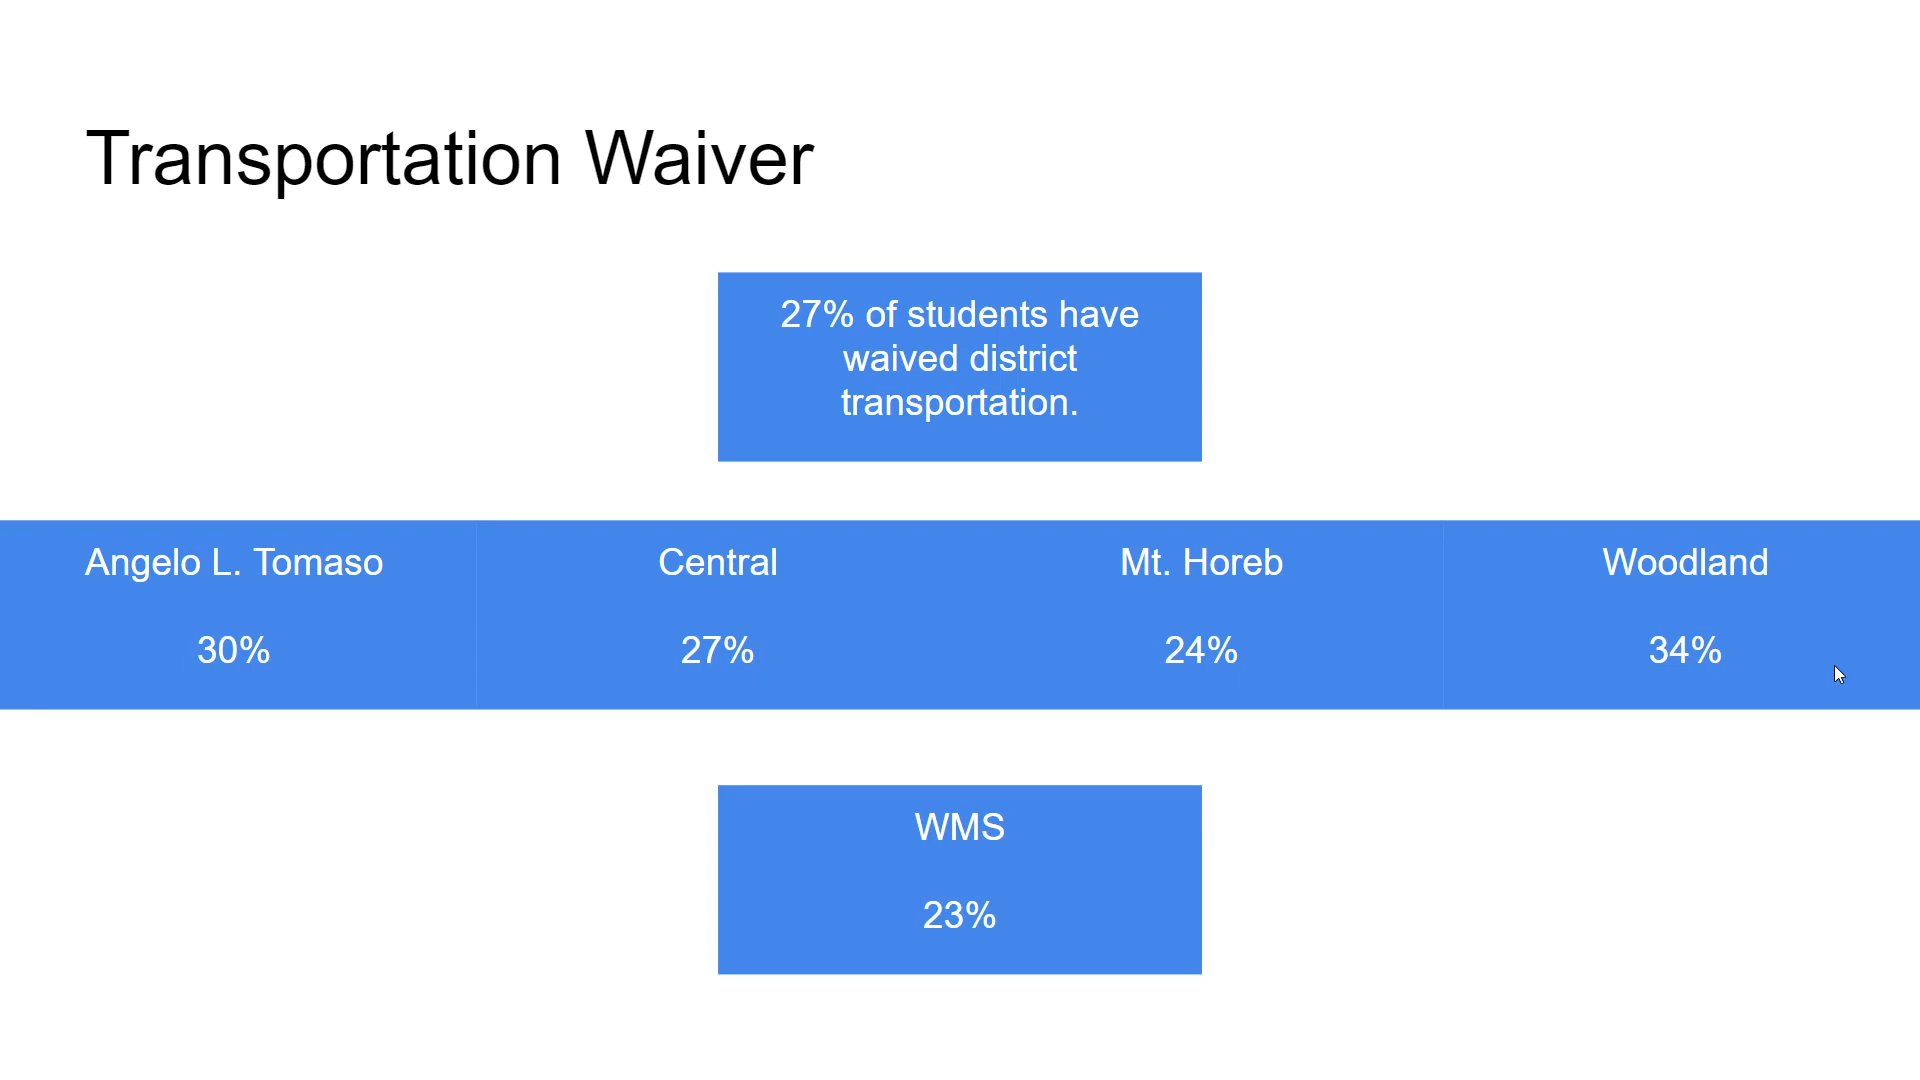 Transportation Waiver
27% of students have
waived district
transportation.
Angelo L. Tomaso
30%
Central
27%
Mt. Horeb
24%
Woodland
34%
WMS
23%